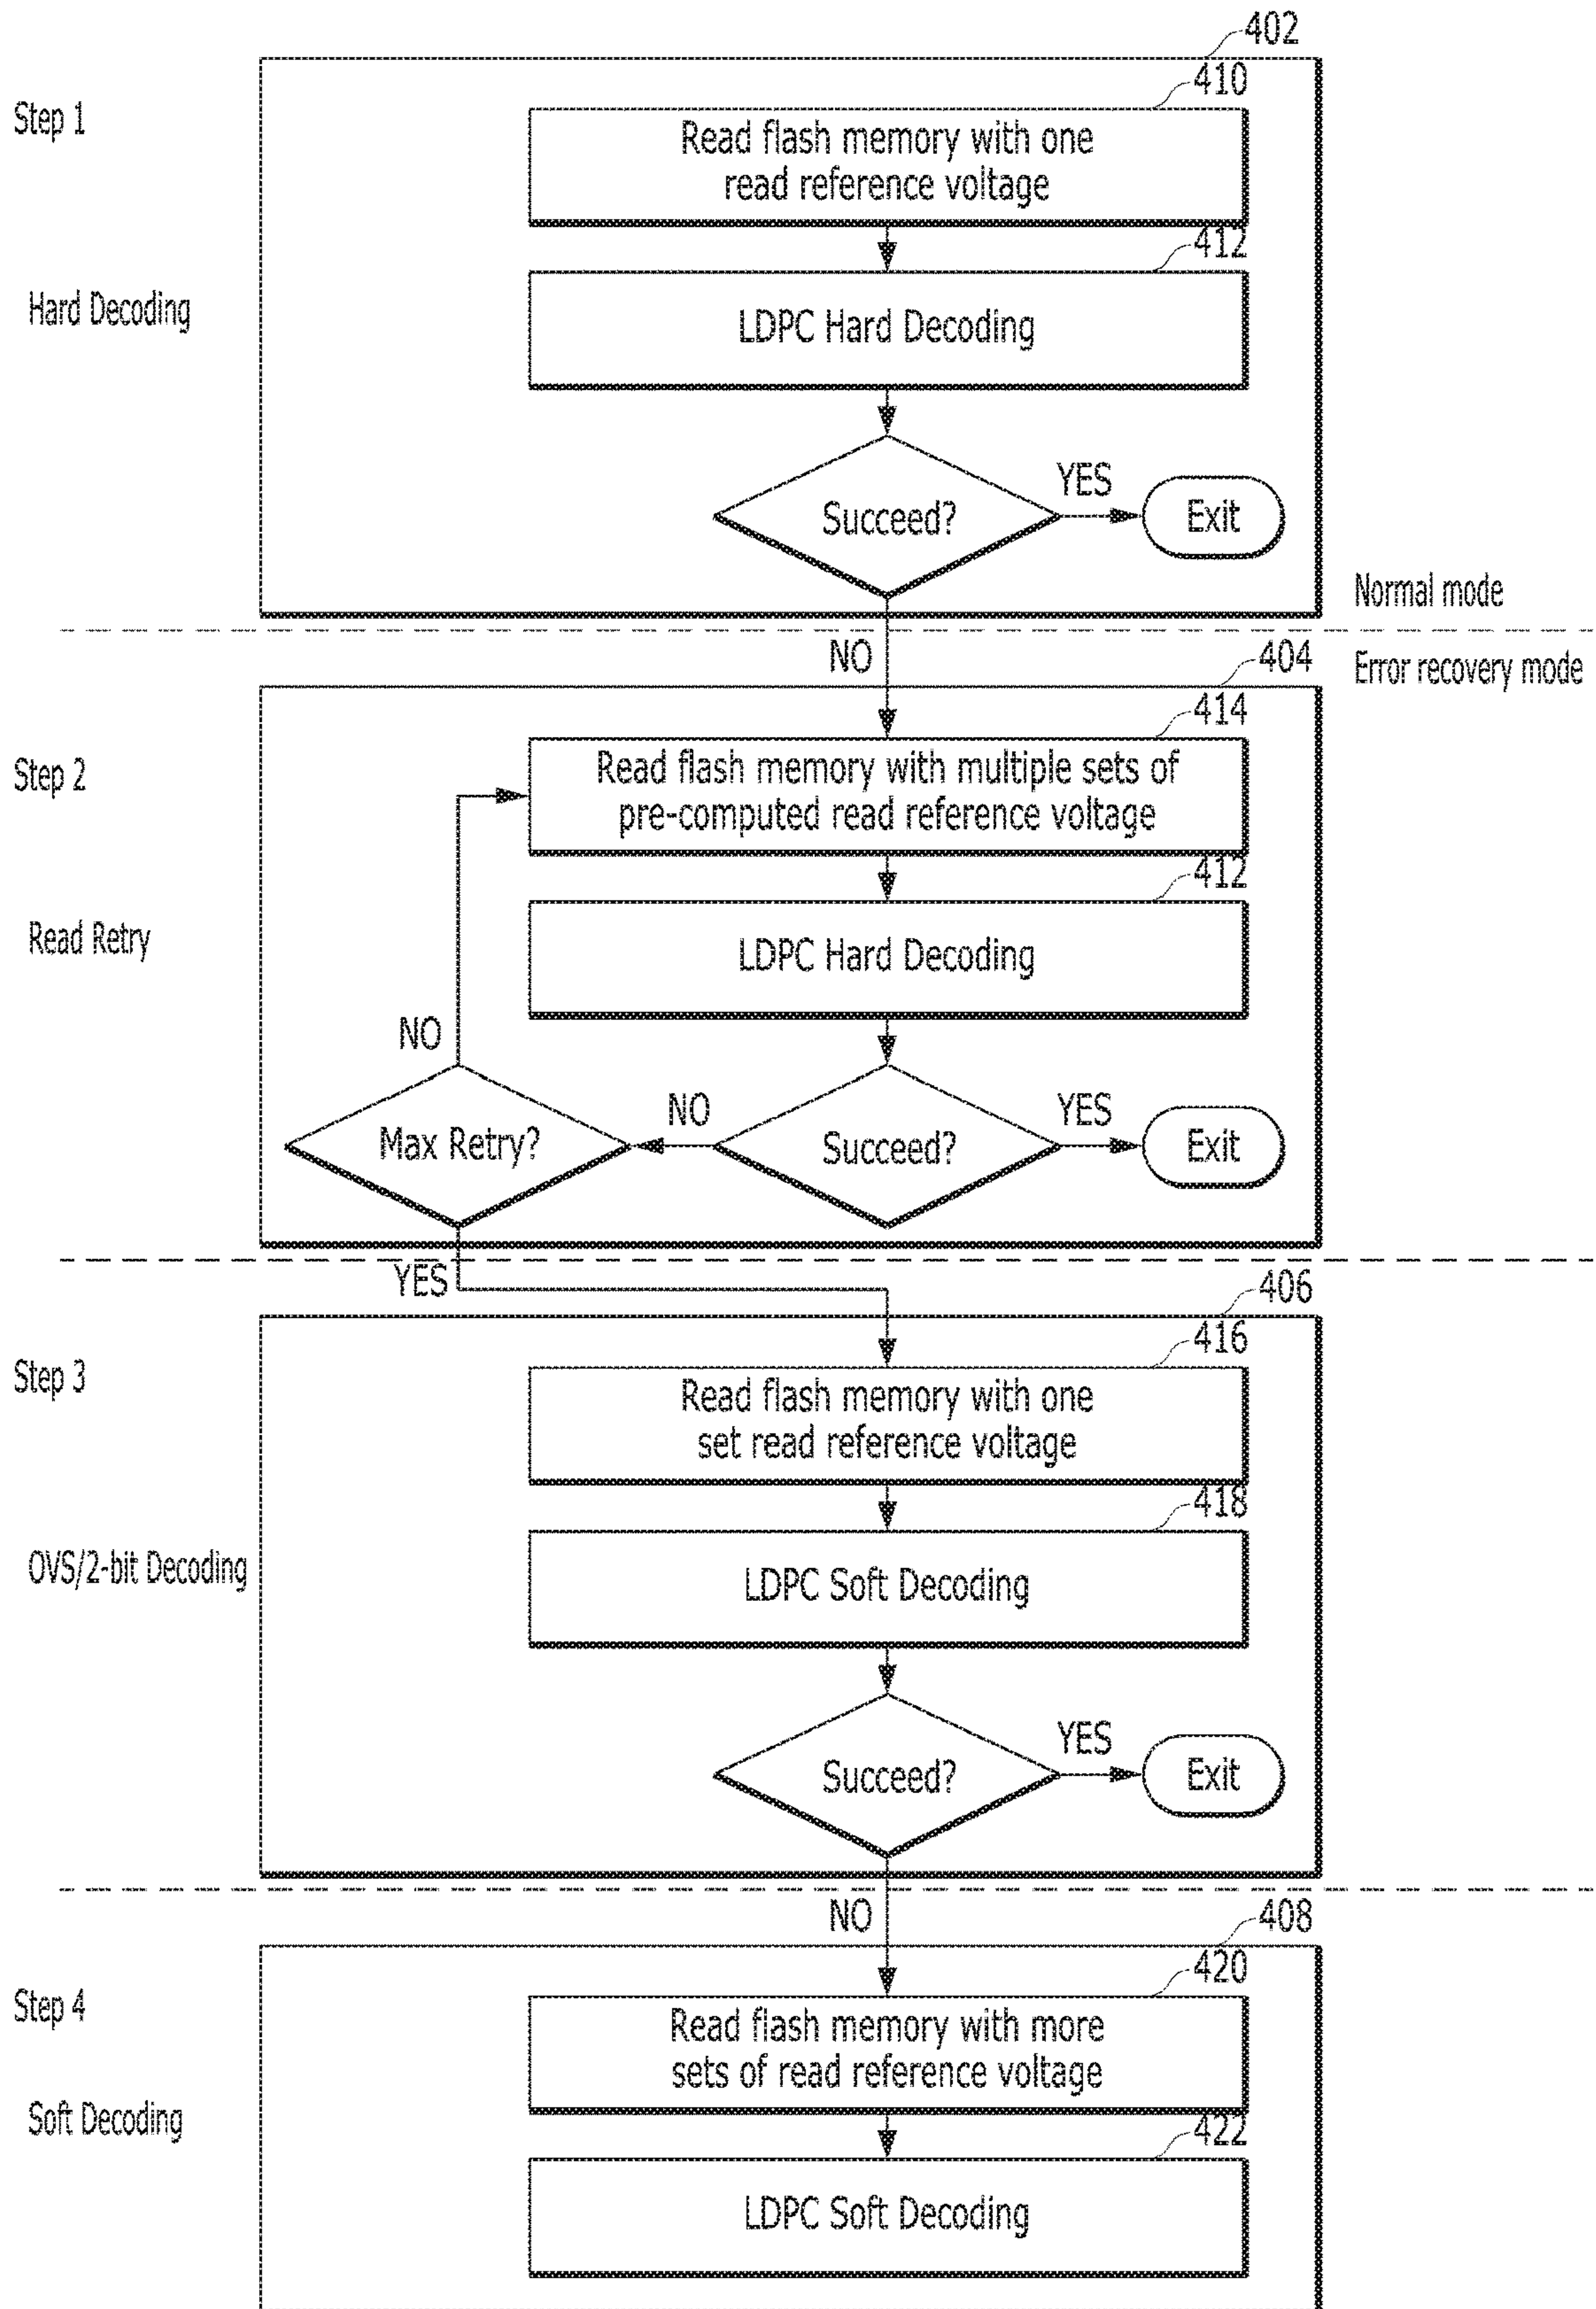 402
Step 1
410
Read flash memory with one
read reference voltage
412
Hard Decoding
LDPC Hard Decoding
Succeed?
YES
Exit
Normal mode
NO
404
Error recovery mode
414
Step 2
Read flash memory with multiple sets of
pre-computed read reference voltage
412
Read Retry
LDPC Hard Decoding
NO
Max Retry?
NO
Succeed?
YES
Exit
YES
406
416
Step 3
Read flash memory with one
set read reference voltage
418
OVS/2-bit Decoding
LDPC Soft Decoding
Succeed?
YES
Exit
NO
408
420
Step 4
Read flash memory with more
sets of read reference voltage
Soft Decoding
422
LDPC Soft Decoding